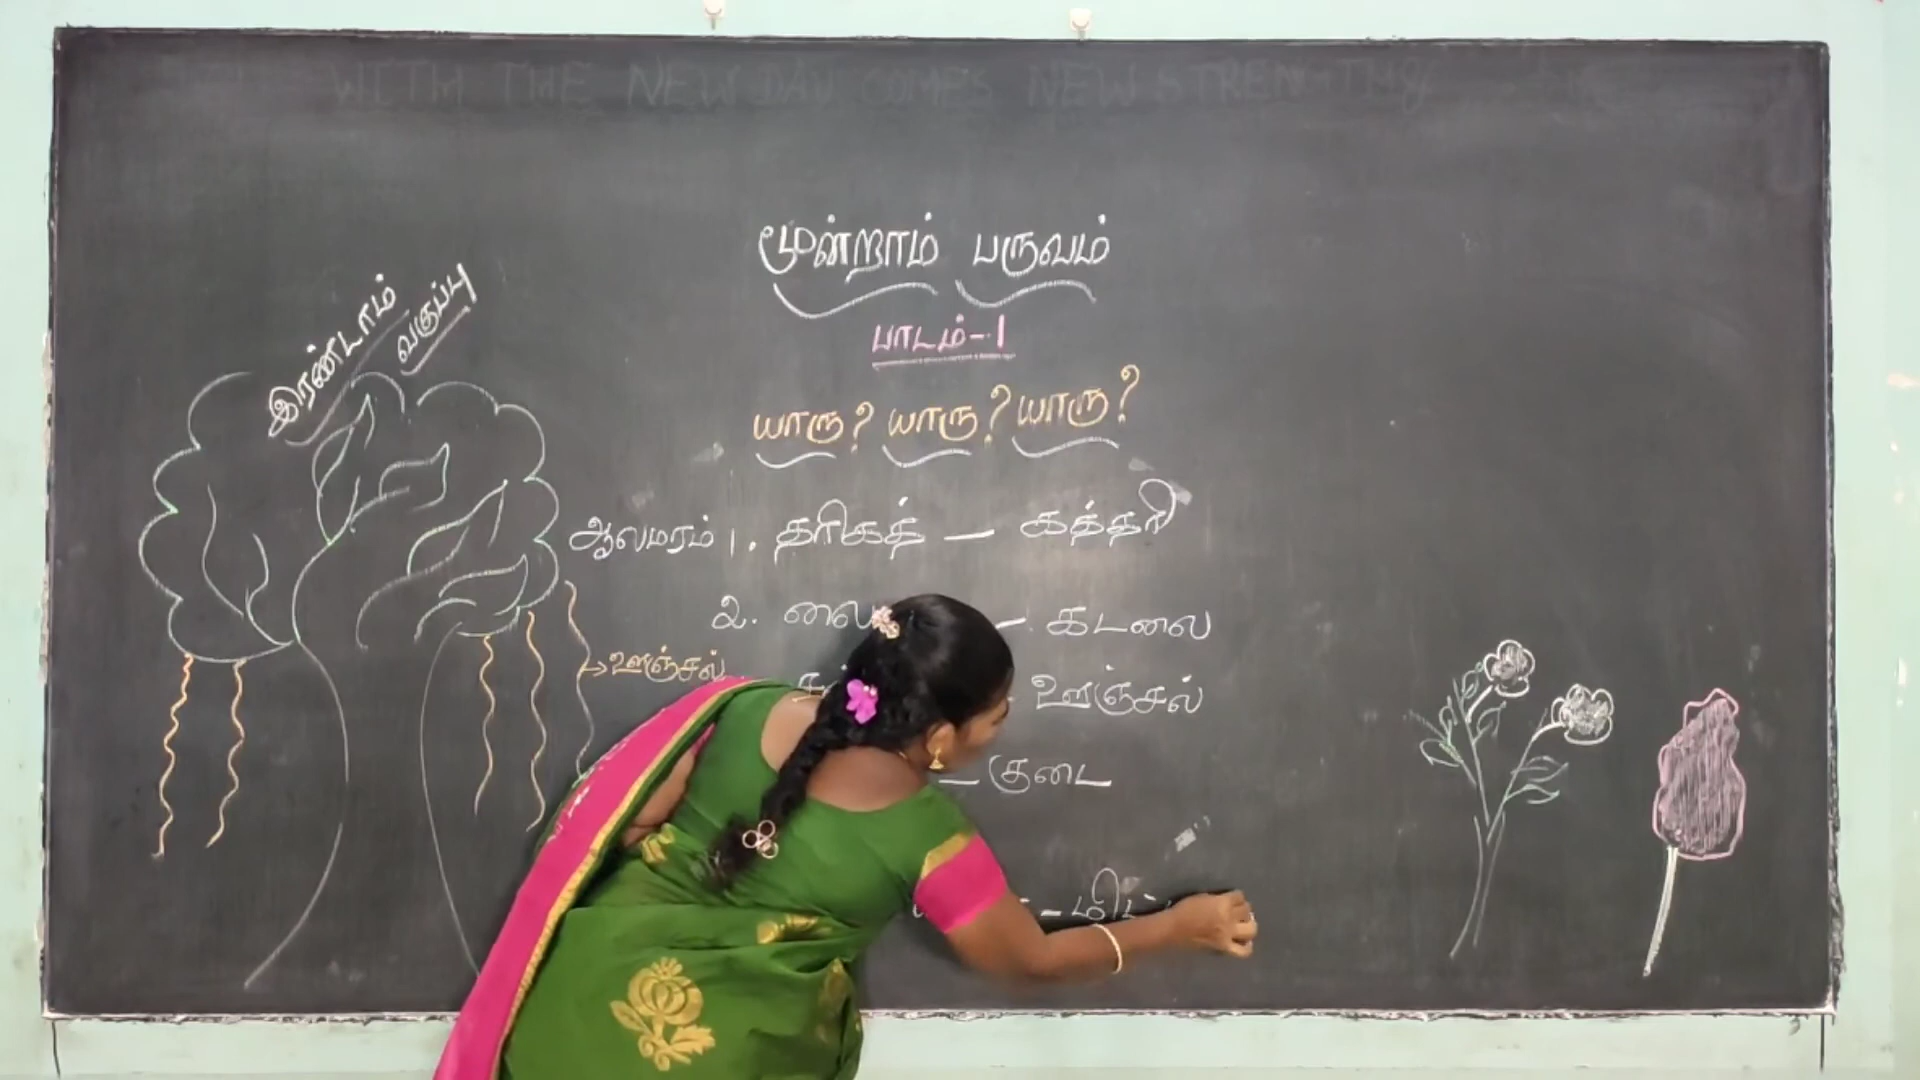 WITH THE NEW DAY COMES NEW STRENGTH
மூன்றாம் பருவம்
இரண்டாம்
வகுப்பு
பாடம்-1
யாரு? யாரு? யாரு?
ஆலமரம்
1. தரிகத் - கத்தரி
2. - கடலை
ஊஞ்சல்
ஊஞ்சல்
- குடை